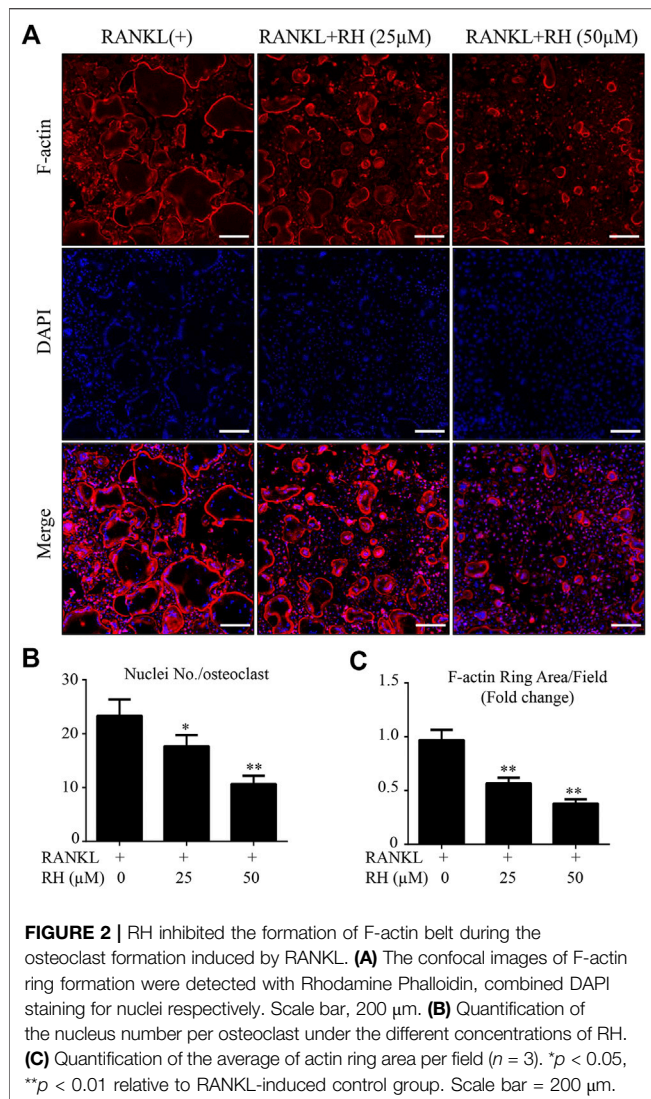 A
RANKL(+) RANKL+RH (25μM) RANKL+RH (50μM)
F-actin
DAPI
Merge
B
Nuclei No./osteoclast
30
20
10
0
*
**
RANKL + + +
RH (μM) 0 25 50
C
F-actin Ring Area/Field
(Fold change)
1.5
1.0
0.5
0
**
**
RANKL + + +
RH (μM) 0 25 50
FIGURE 2 | RH inhibited the formation of F-actin belt during the
osteoclast formation induced by RANKL. (A) The confocal images of F-actin
ring formation were detected with Rhodamine Phalloidin, combined DAPI
staining for nuclei respectively. Scale bar, 200 μm. (B) Quantification of
the nucleus number per osteoclast under the different concentrations of RH.
(C) Quantification of the average of actin ring area per field (n = 3). *p < 0.05,
**p < 0.01 relative to RANKL-induced control group. Scale bar = 200 μm.